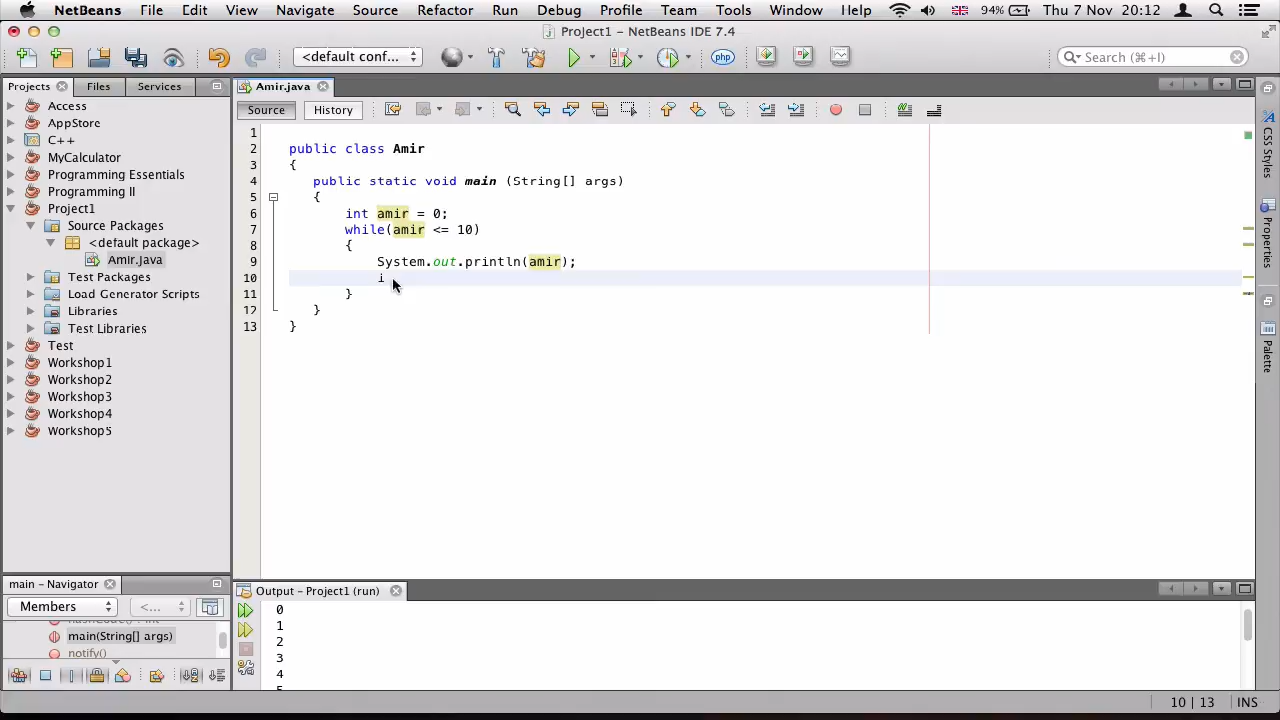 NetBeans File Edit View Navigate Source Refactor Run Debug Profile Team Tools Window Help 94% Thu 7 Nov 20:12
Project1 - NetBeans IDE 7.4
<default conf... php Search (⌘+I)
Projects Files Services Amir.java
Source History
Access
AppStore
C++
MyCalculator
Programming Essentials
Programming II
Project1
Source Packages
<default package>
Amir.java
Test Packages
Load Generator Scripts
Libraries
Test Libraries
Test
Workshop1
Workshop2
Workshop3
Workshop4
Workshop5
1
2 public class Amir
3 {
4 public static void main (String[] args)
5 {
6 int amir = 0;
7 while(amir <= 10)
8 {
9 System.out.println(amir);
10 i
11 }
12 }
13 }
CSS Styles
Properties
Palette
main - Navigator
Members <...
hashCode() : int
main(String[] args)
notify()
Output - Project1 (run)
0
1
2
3
4
5
10 | 13 INS